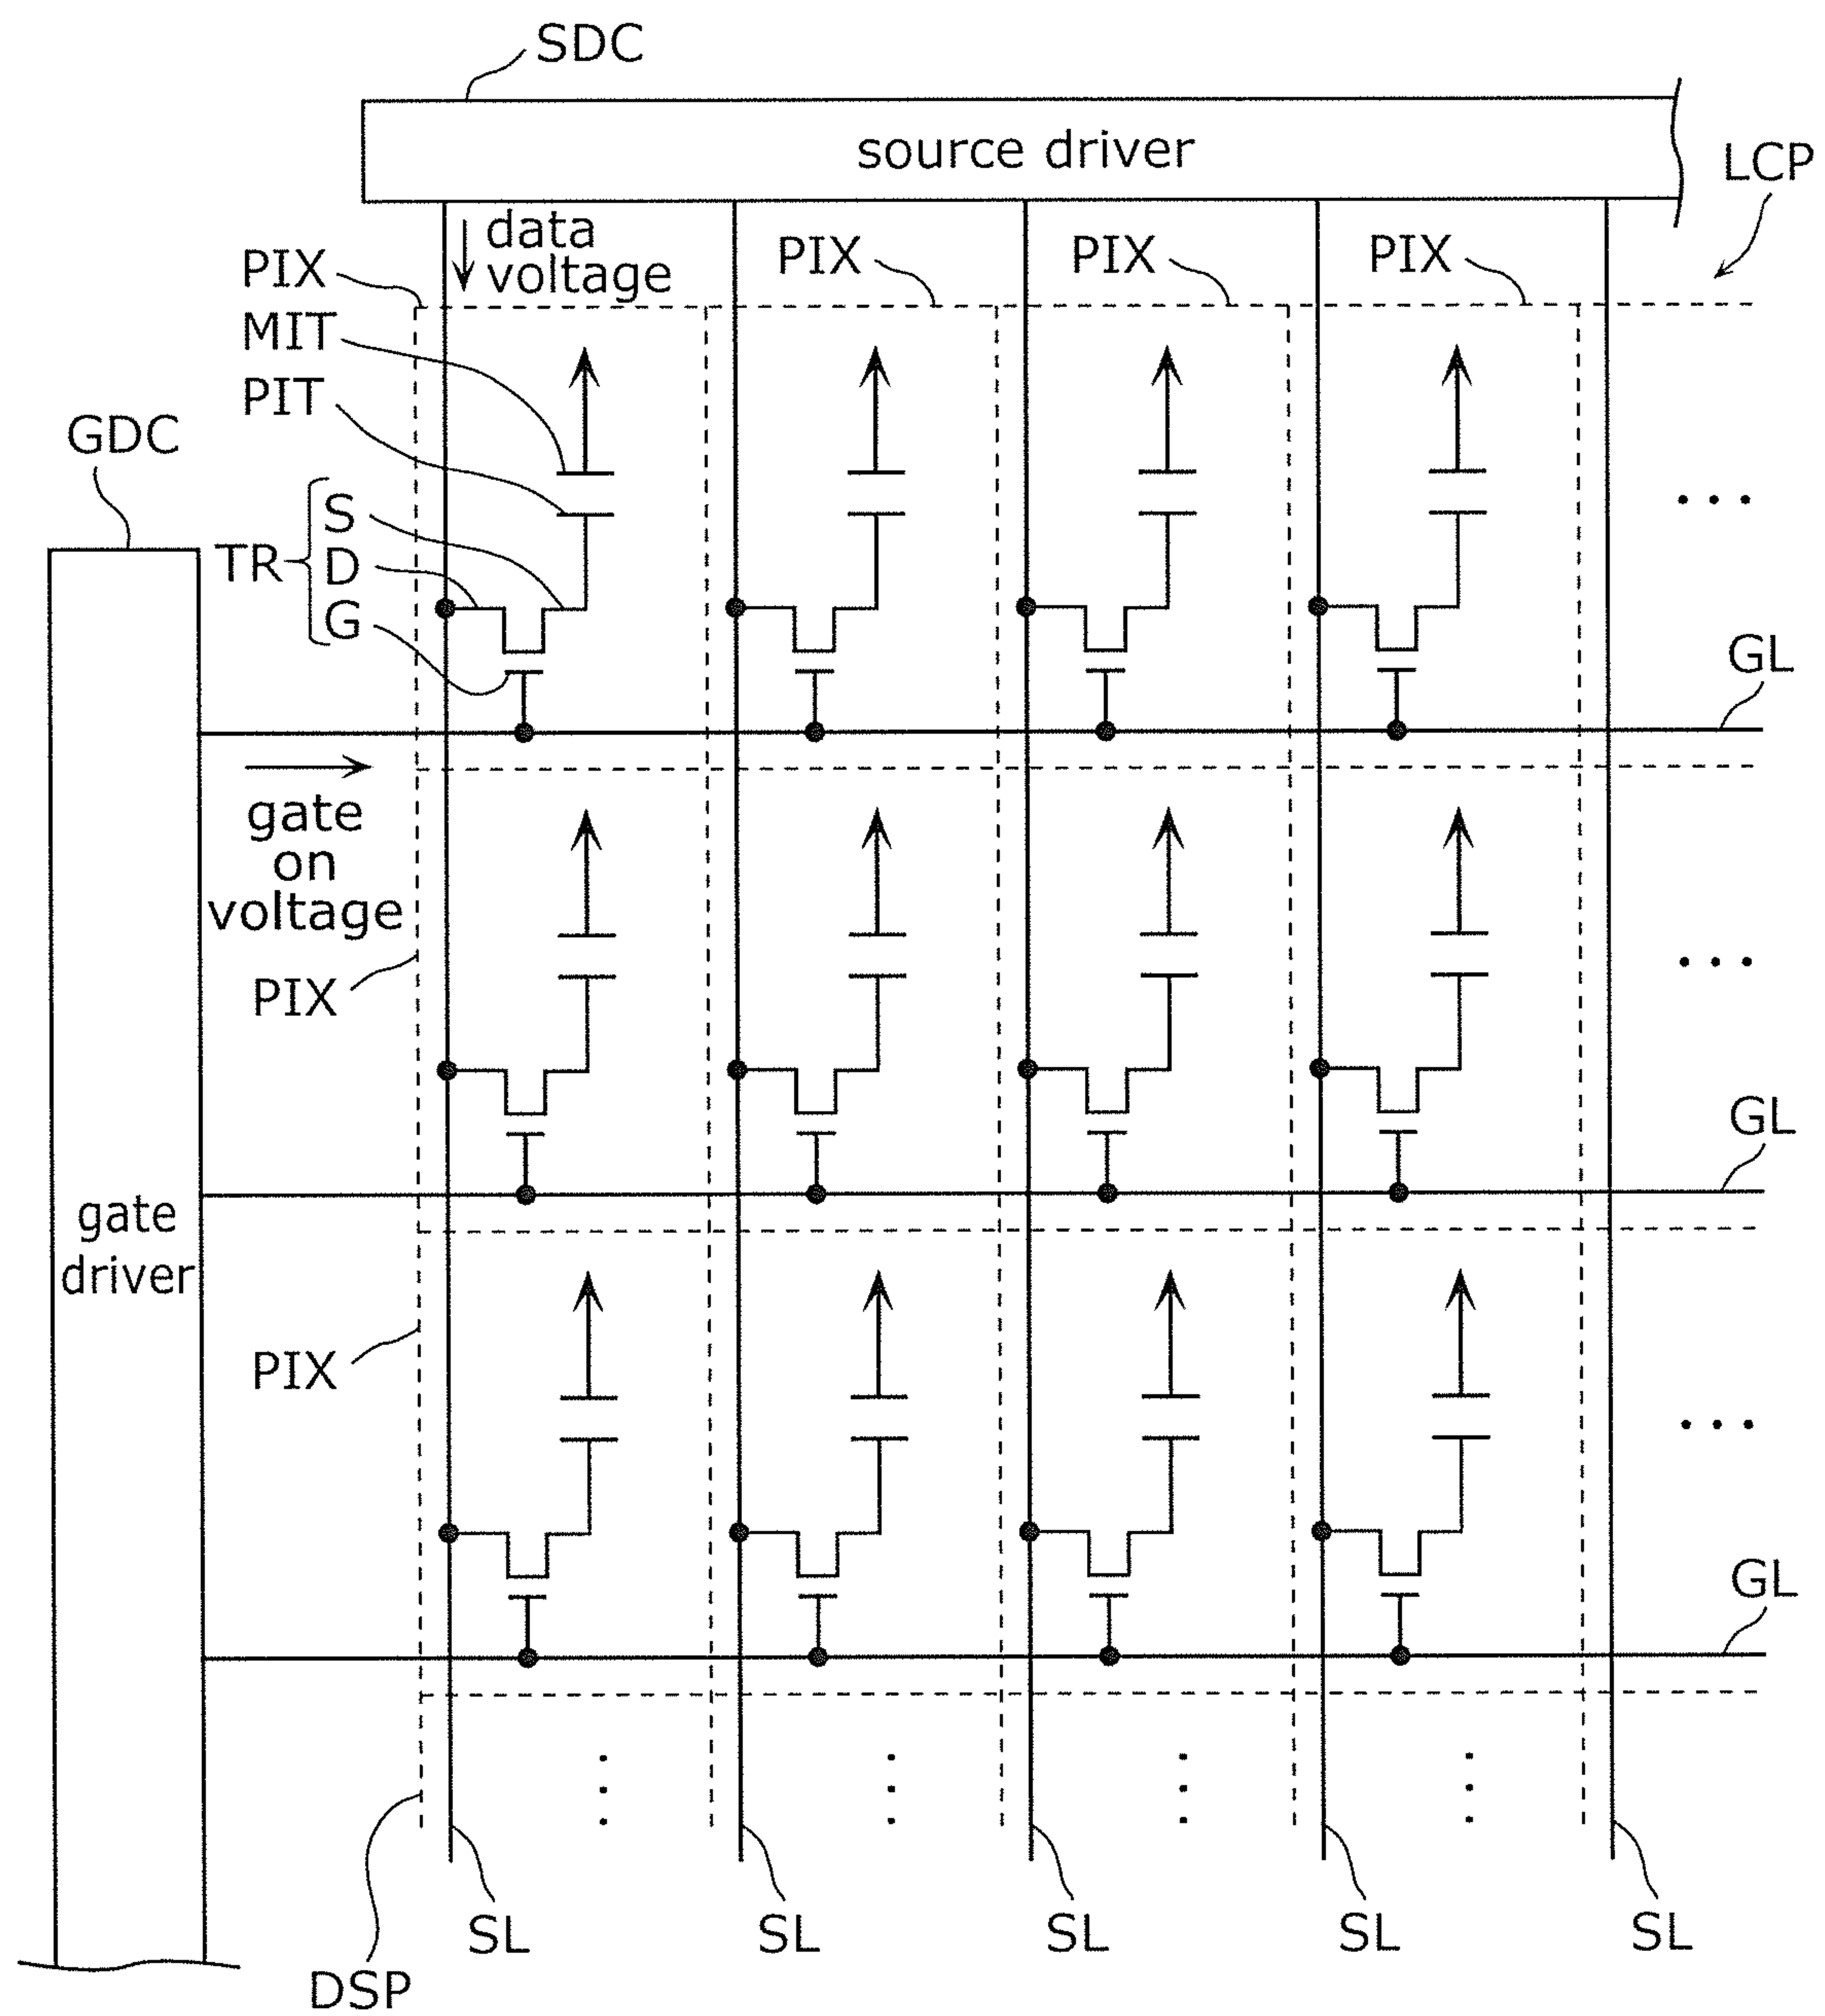 SDC
source driver
LCP
data
voltage
PIX
PIX
PIX
PIX
MIT
PIT
GDC
TR
S
D
G
GL
gate
on
voltage
PIX
GL
gate
driver
PIX
GL
SL
SL
SL
SL
SL
DSP